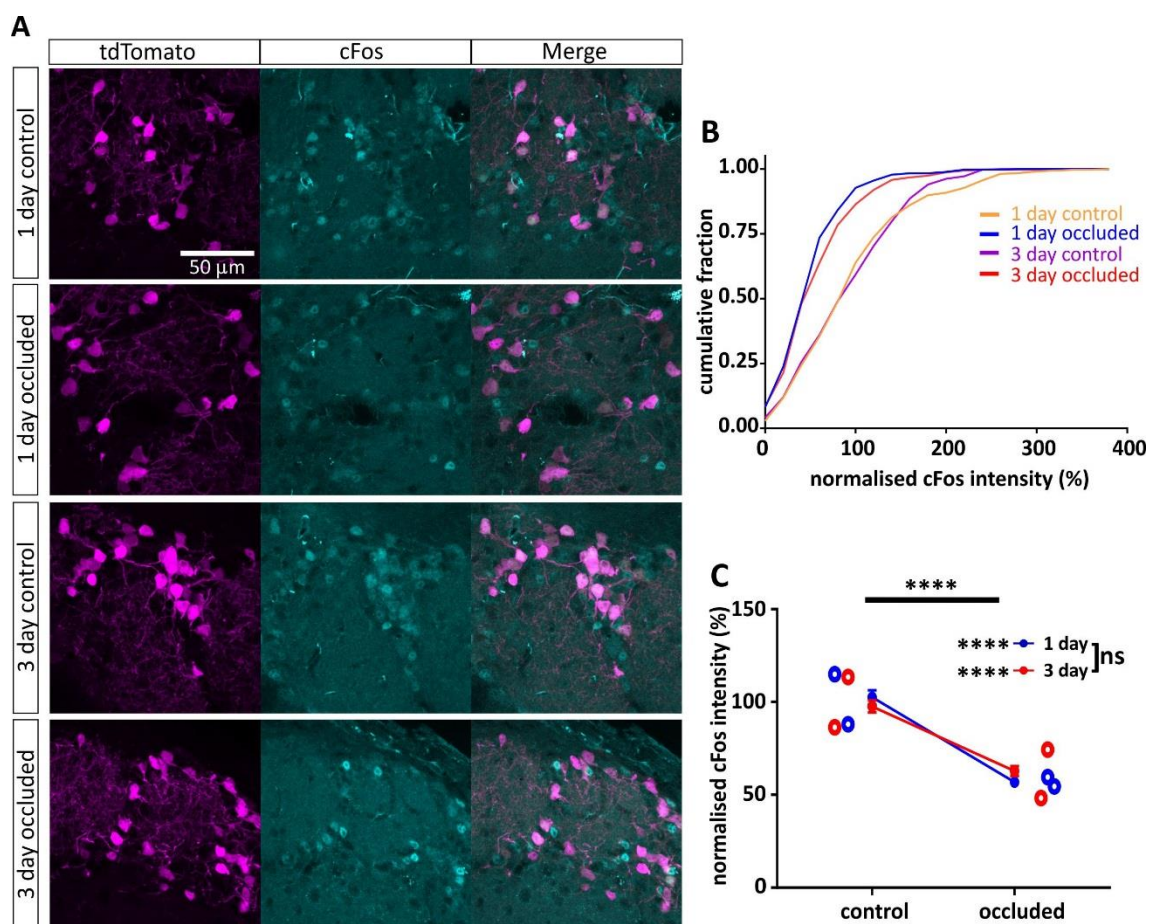 A
tdTomato cFos Merge
1 day control
50 µm
1 day occluded
3 day control
3 day occluded
B
cumulative fraction
1.00
0.75
0.50
0.25
0.00
1 day control
1 day occluded
3 day control
3 day occluded
0 100 200 300 400
normalised cFos intensity (%)
C
normalised cFos intensity (%)
150
100
50
0
****
**** 1 day
**** 3 day
ns
control occluded